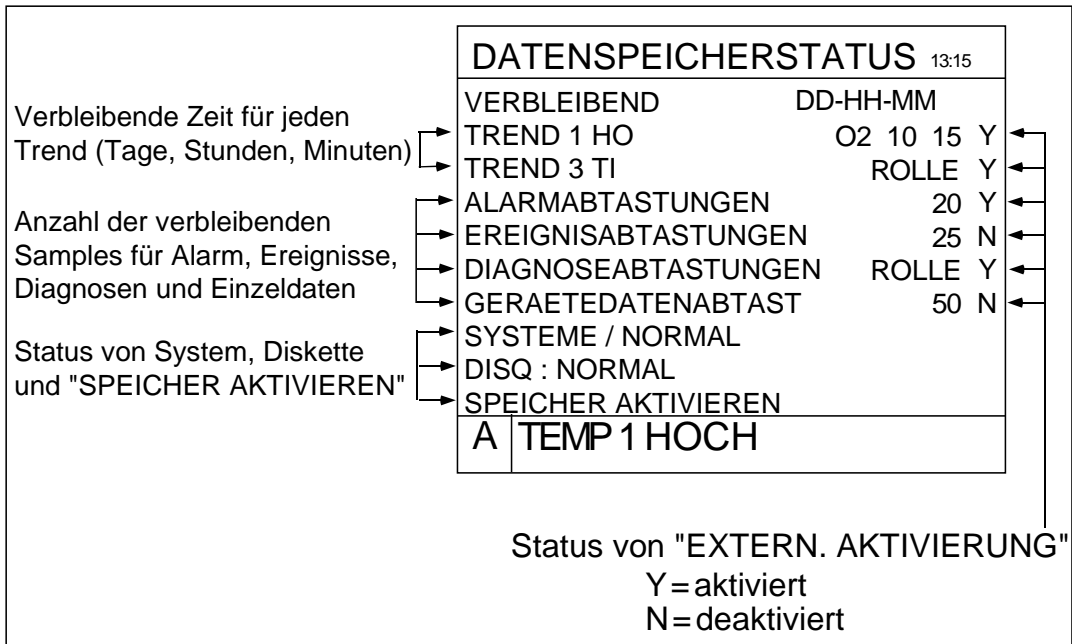 DATENSPEICHERSTATUS 13:15
VERBLEIBEND DD-HH-MM
TREND 1 HO O2 10 15 Y
TREND 3 TI ROLLE Y
ALARMABTASTUNGEN 20 Y
EREIGNISABTASTUNGEN 25 N
DIAGNOSEABTASTUNGEN ROLLE Y
GERAETEDATENABTAST 50 N
SYSTEME / NORMAL
DISQ : NORMAL
SPEICHER AKTIVIEREN
A TEMP 1 HOCH
Verbleibende Zeit für jeden
Trend (Tage, Stunden, Minuten)
Anzahl der verbleibenden
Samples für Alarm, Ereignisse,
Diagnosen und Einzeldaten
Status von System, Diskette
und "SPEICHER AKTIVIEREN"
Status von "EXTERN. AKTIVIERUNG"
Y=aktiviert
N=deaktiviert